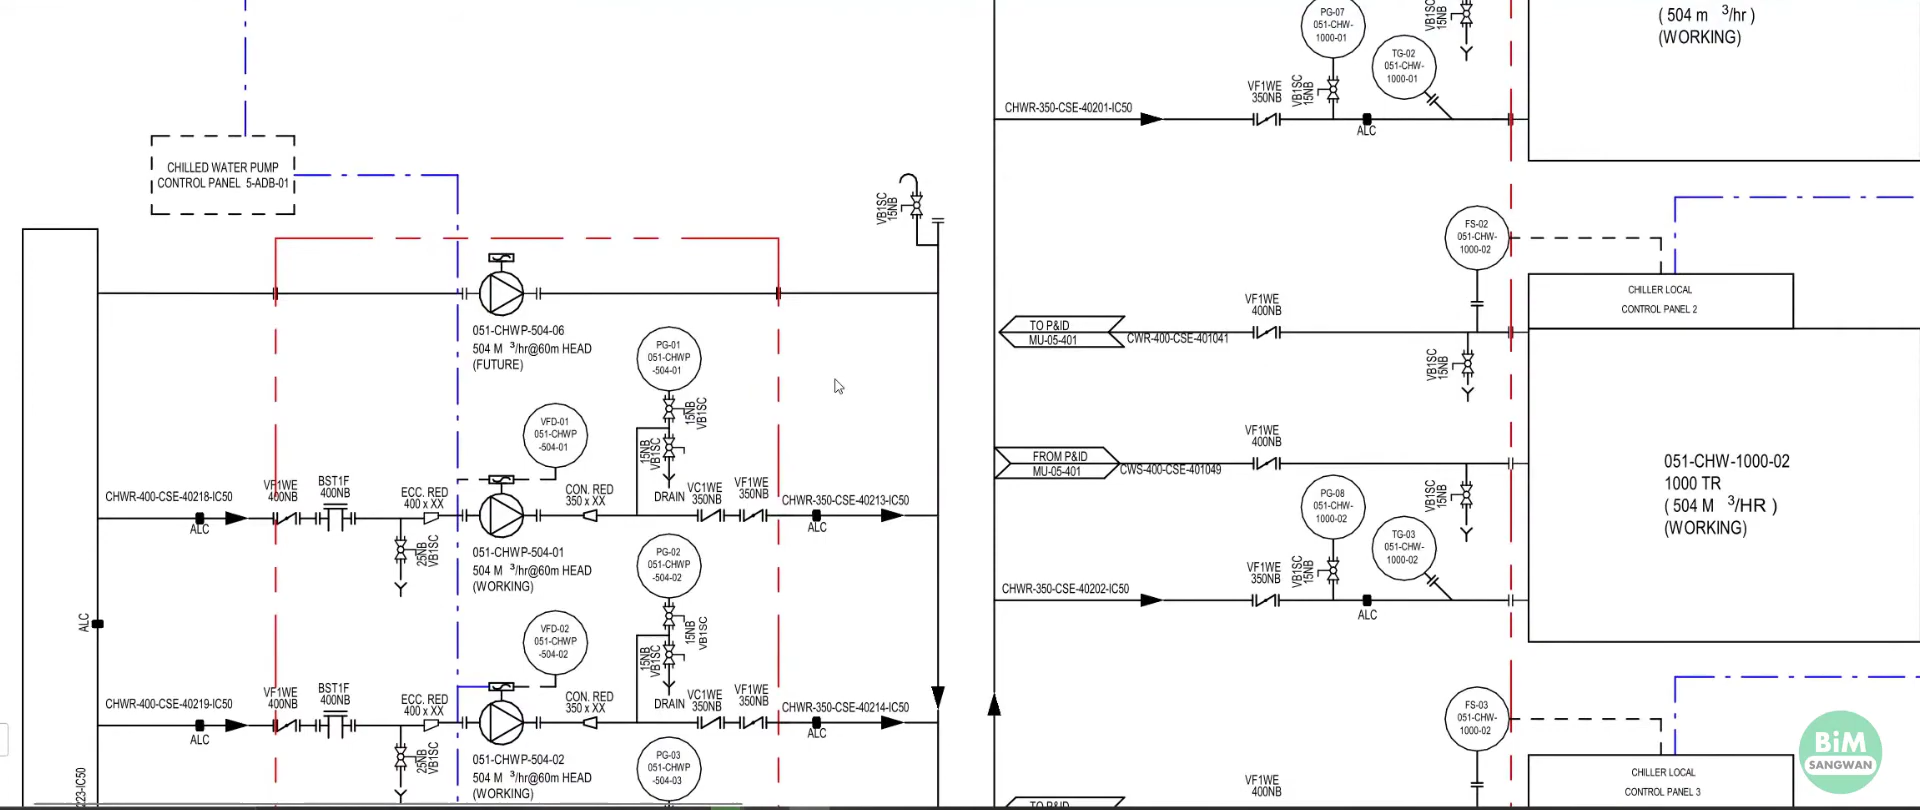 CHILLED WATER PUMP
CONTROL PANEL 5-ADB-01
VB1SC
15NB
051-CHWP-504-06
504 M 3/hr@60m HEAD
(FUTURE)
PG-01
051-CHWP
-504-01
15NB
VB1SC
15NB
VB1SC
DRAIN
VFD-01
051-CHWP
-504-01
CHWR-400-CSE-40218-IC50
ALC
VF1WE
400NB
BST1F
400NB
ECC. RED
400 x XX
25NB
VB1SC
CON. RED
350 x XX
VC1WE
350NB
VF1WE
350NB
CHWR-350-CSE-40213-IC50
ALC
051-CHWP-504-01
504 M 3/hr@60m HEAD
(WORKING)
PG-02
051-CHWP
-504-02
15NB
VB1SC
15NB
VB1SC
DRAIN
VFD-02
051-CHWP
-504-02
ALC
CHWR-400-CSE-40219-IC50
ALC
VF1WE
400NB
BST1F
400NB
ECC. RED
400 x XX
25NB
VB1SC
CON. RED
350 x XX
VC1WE
350NB
VF1WE
350NB
CHWR-350-CSE-40214-IC50
ALC
051-CHWP-504-02
504 M 3/hr@60m HEAD
(WORKING)
PG-03
051-CHWP
-504-03
223-IC50
PG-07
051-CHW-
1000-01
TG-02
051-CHW-
1000-01
VB1SC
15NB
( 504 m 3/hr )
(WORKING)
CHWR-350-CSE-40201-IC50
VF1WE
350NB
VB1SC
15NB
ALC
FS-02
051-CHW-
1000-02
CHILLER LOCAL
CONTROL PANEL 2
TO P&ID
MU-05-401
CWR-400-CSE-401041
VF1WE
400NB
VB1SC
15NB
FROM P&ID
MU-05-401
CWS-400-CSE-401049
VF1WE
400NB
VB1SC
15NB
051-CHW-1000-02
1000 TR
( 504 M 3/HR )
(WORKING)
PG-08
051-CHW-
1000-02
TG-03
051-CHW-
1000-02
CHWR-350-CSE-40202-IC50
VF1WE
350NB
VB1SC
15NB
ALC
FS-03
051-CHW-
1000-02
CHILLER LOCAL
CONTROL PANEL 3
VF1WE
400NB
TO P&ID
BiM
SANGWAN